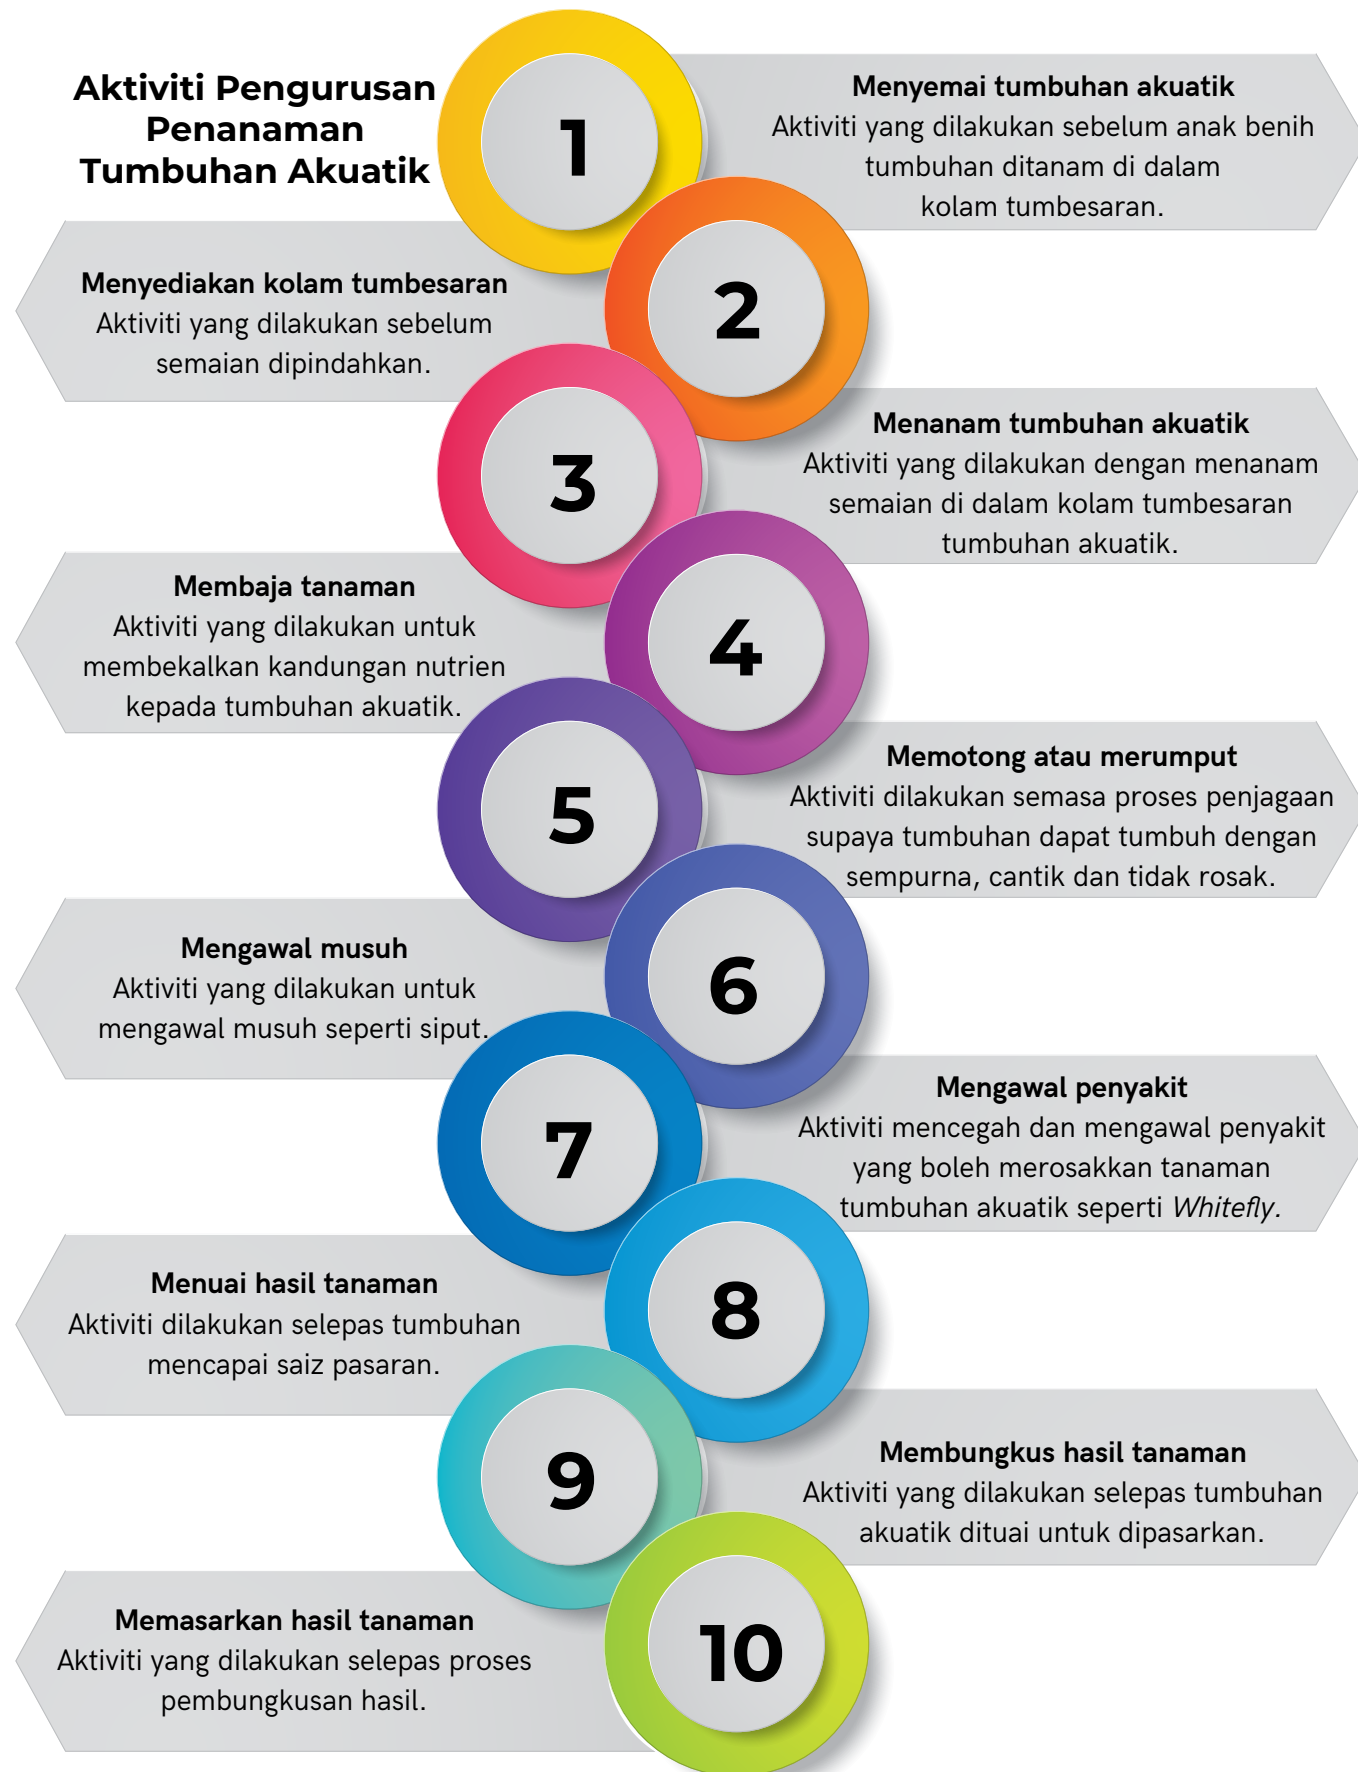 Aktiviti Pengurusan
Penanaman
Tumbuhan Akuatik
1
Menyemai tumbuhan akuatik
Aktiviti yang dilakukan sebelum anak benih
tumbuhan ditanam di dalam
kolam tumbesaran.
2
Menyediakan kolam tumbesaran
Aktiviti yang dilakukan sebelum
semaian dipindahkan.
3
Menanam tumbuhan akuatik
Aktiviti yang dilakukan dengan menanam
semaian di dalam kolam tumbesaran
tumbuhan akuatik.
4
Membaja tanaman
Aktiviti yang dilakukan untuk
membekalkan kandungan nutrien
kepada tumbuhan akuatik.
5
Memotong atau merumput
Aktiviti dilakukan semasa proses penjagaan
supaya tumbuhan dapat tumbuh dengan
sempurna, cantik dan tidak rosak.
6
Mengawal musuh
Aktiviti yang dilakukan untuk
mengawal musuh seperti siput.
7
Mengawal penyakit
Aktiviti mencegah dan mengawal penyakit
yang boleh merosakkan tanaman
tumbuhan akuatik seperti Whitefly.
8
Menuai hasil tanaman
Aktiviti dilakukan selepas tumbuhan
mencapai saiz pasaran.
9
Membungkus hasil tanaman
Aktiviti yang dilakukan selepas tumbuhan
akuatik dituai untuk dipasarkan.
10
Memasarkan hasil tanaman
Aktiviti yang dilakukan selepas proses
pembungkusan hasil.